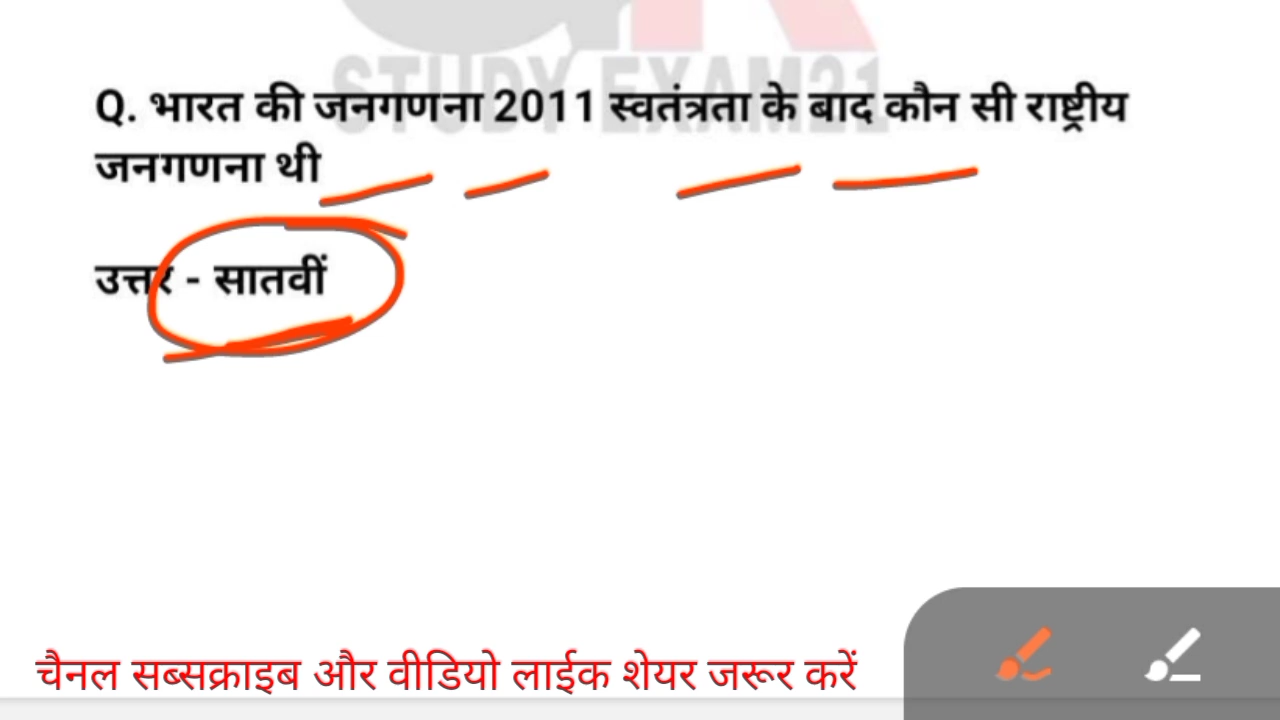 STUDY EXAM21
Q. भारत की जनगणना 2011 स्वतंत्रता के बाद कौन सी राष्ट्रीय
जनगणना थी
उत्तर - सातवीं
चैनल सब्सक्राइब और वीडियो लाईक शेयर जरूर करें